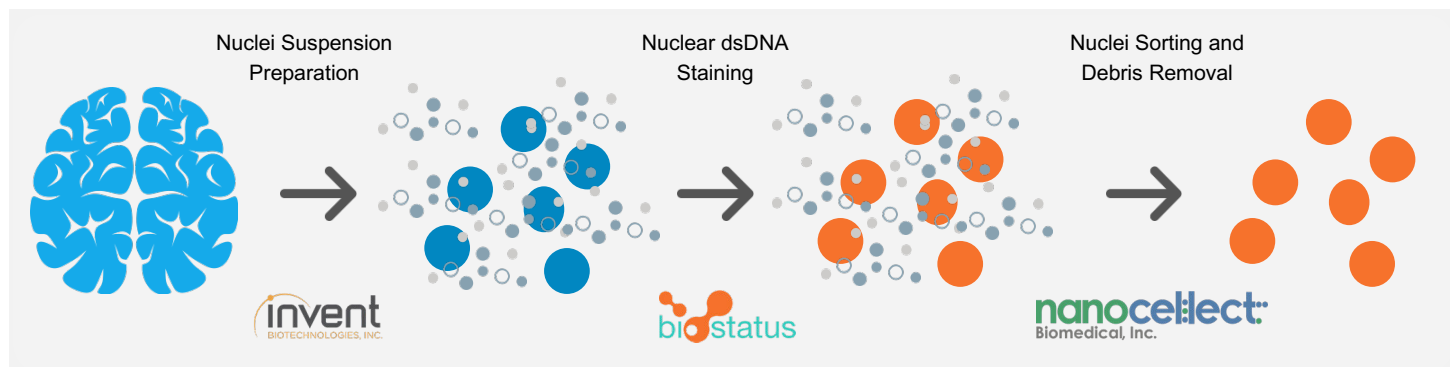 Nuclei Suspension
Preparation
Nuclear dsDNA
Staining
Nuclei Sorting and
Debris Removal
invent
BIOTECHNOLOGIES, INC.
biostatus
nanocellect
Biomedical, Inc.